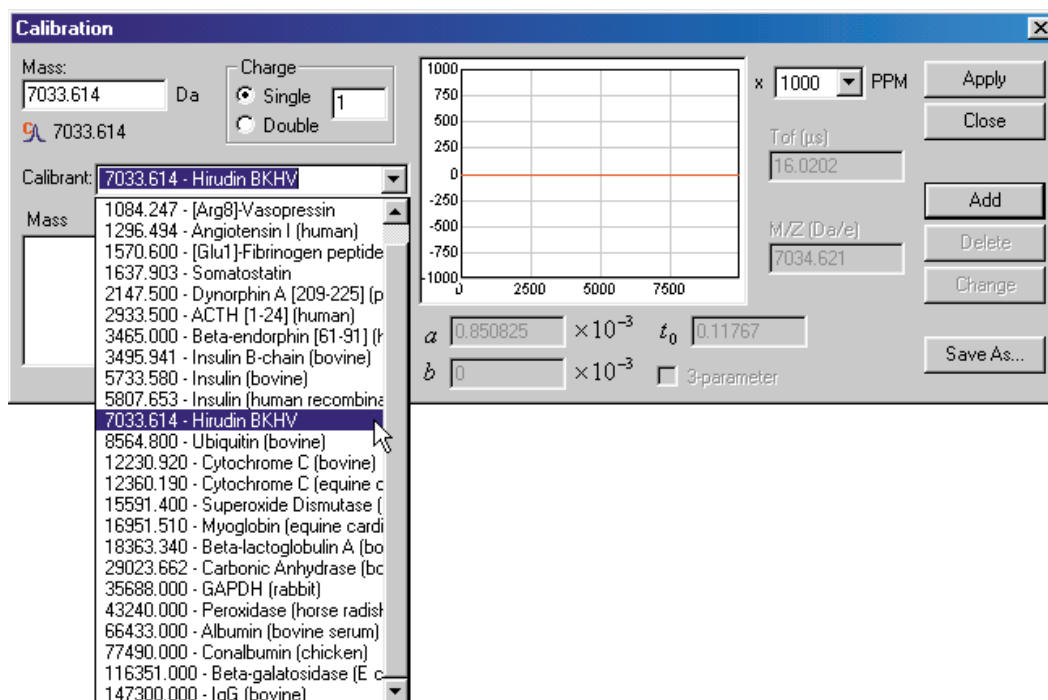 Calibration
Mass:
7033.614 Da
7033.614
Charge
Single 1
Double
Calibrant: 7033.614 - Hirudin BKHV
Mass
1084.247 - [Arg8]-Vasopressin
1296.494 - Angiotensin I (human)
1570.600 - [Glu1]-Fibrinogen peptide
1637.903 - Somatostatin
2147.500 - Dynorphin A [209-225] (p
2933.500 - ACTH [1-24] (human)
3465.000 - Beta-endorphin [61-91] (h
3495.941 - Insulin B-chain (bovine)
5733.580 - Insulin (bovine)
5807.653 - Insulin (human recombina
7033.614 - Hirudin BKHV
8564.800 - Ubiquitin (bovine)
12230.920 - Cytochrome C (bovine)
12360.190 - Cytochrome C (equine c
15591.400 - Superoxide Dismutase (
16951.510 - Myoglobin (equine cardi
18363.340 - Beta-lactoglobulin A (bo
29023.662 - Carbonic Anhydrase (bo
35688.000 - GAPDH (rabbit)
43240.000 - Peroxidase (horse radish
66433.000 - Albumin (bovine serum)
77490.000 - Conalbumin (chicken)
116351.000 - Beta-galatosidase (E c
147300.000 - IgG (bovine)
1000
750
500
250
0
-250
-500
-750
-1000
0 2500 5000 7500
x 1000 PPM
Tof (µs)
16.0202
M/Z (Da/e)
7034.621
a 0.850825 ×10⁻³ t₀ 0.11767
b 0 ×10⁻³ 3-parameter
Apply
Close
Add
Delete
Change
Save As...